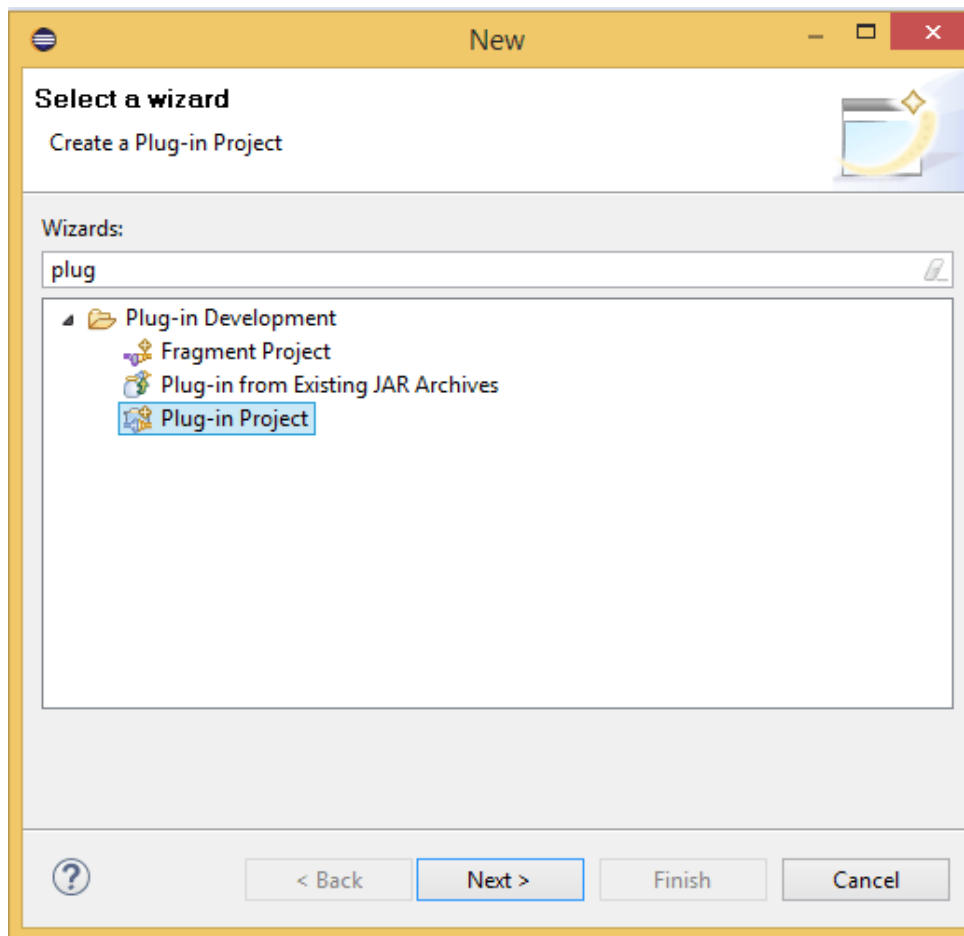 New
Select a wizard
Create a Plug-in Project
Wizards:
plug
Plug-in Development
Fragment Project
Plug-in from Existing JAR Archives
Plug-in Project
< Back Next > Finish Cancel